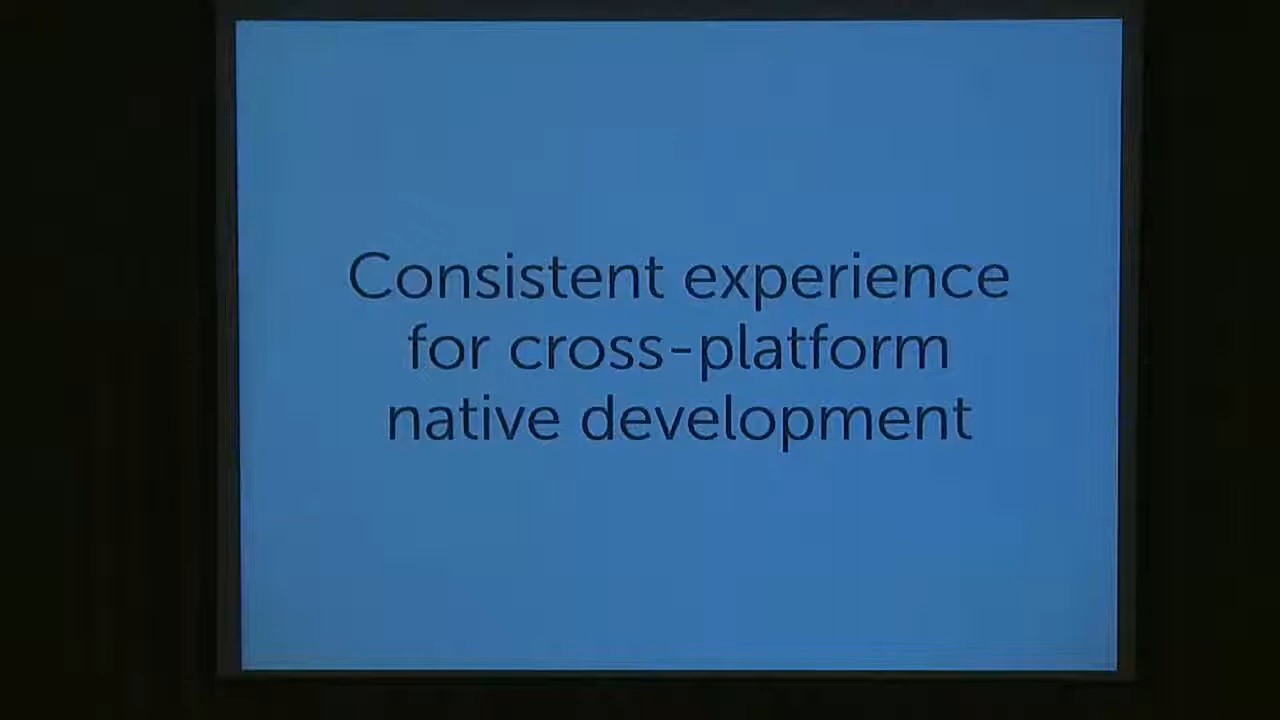 Consistent experience
for cross-platform
native development